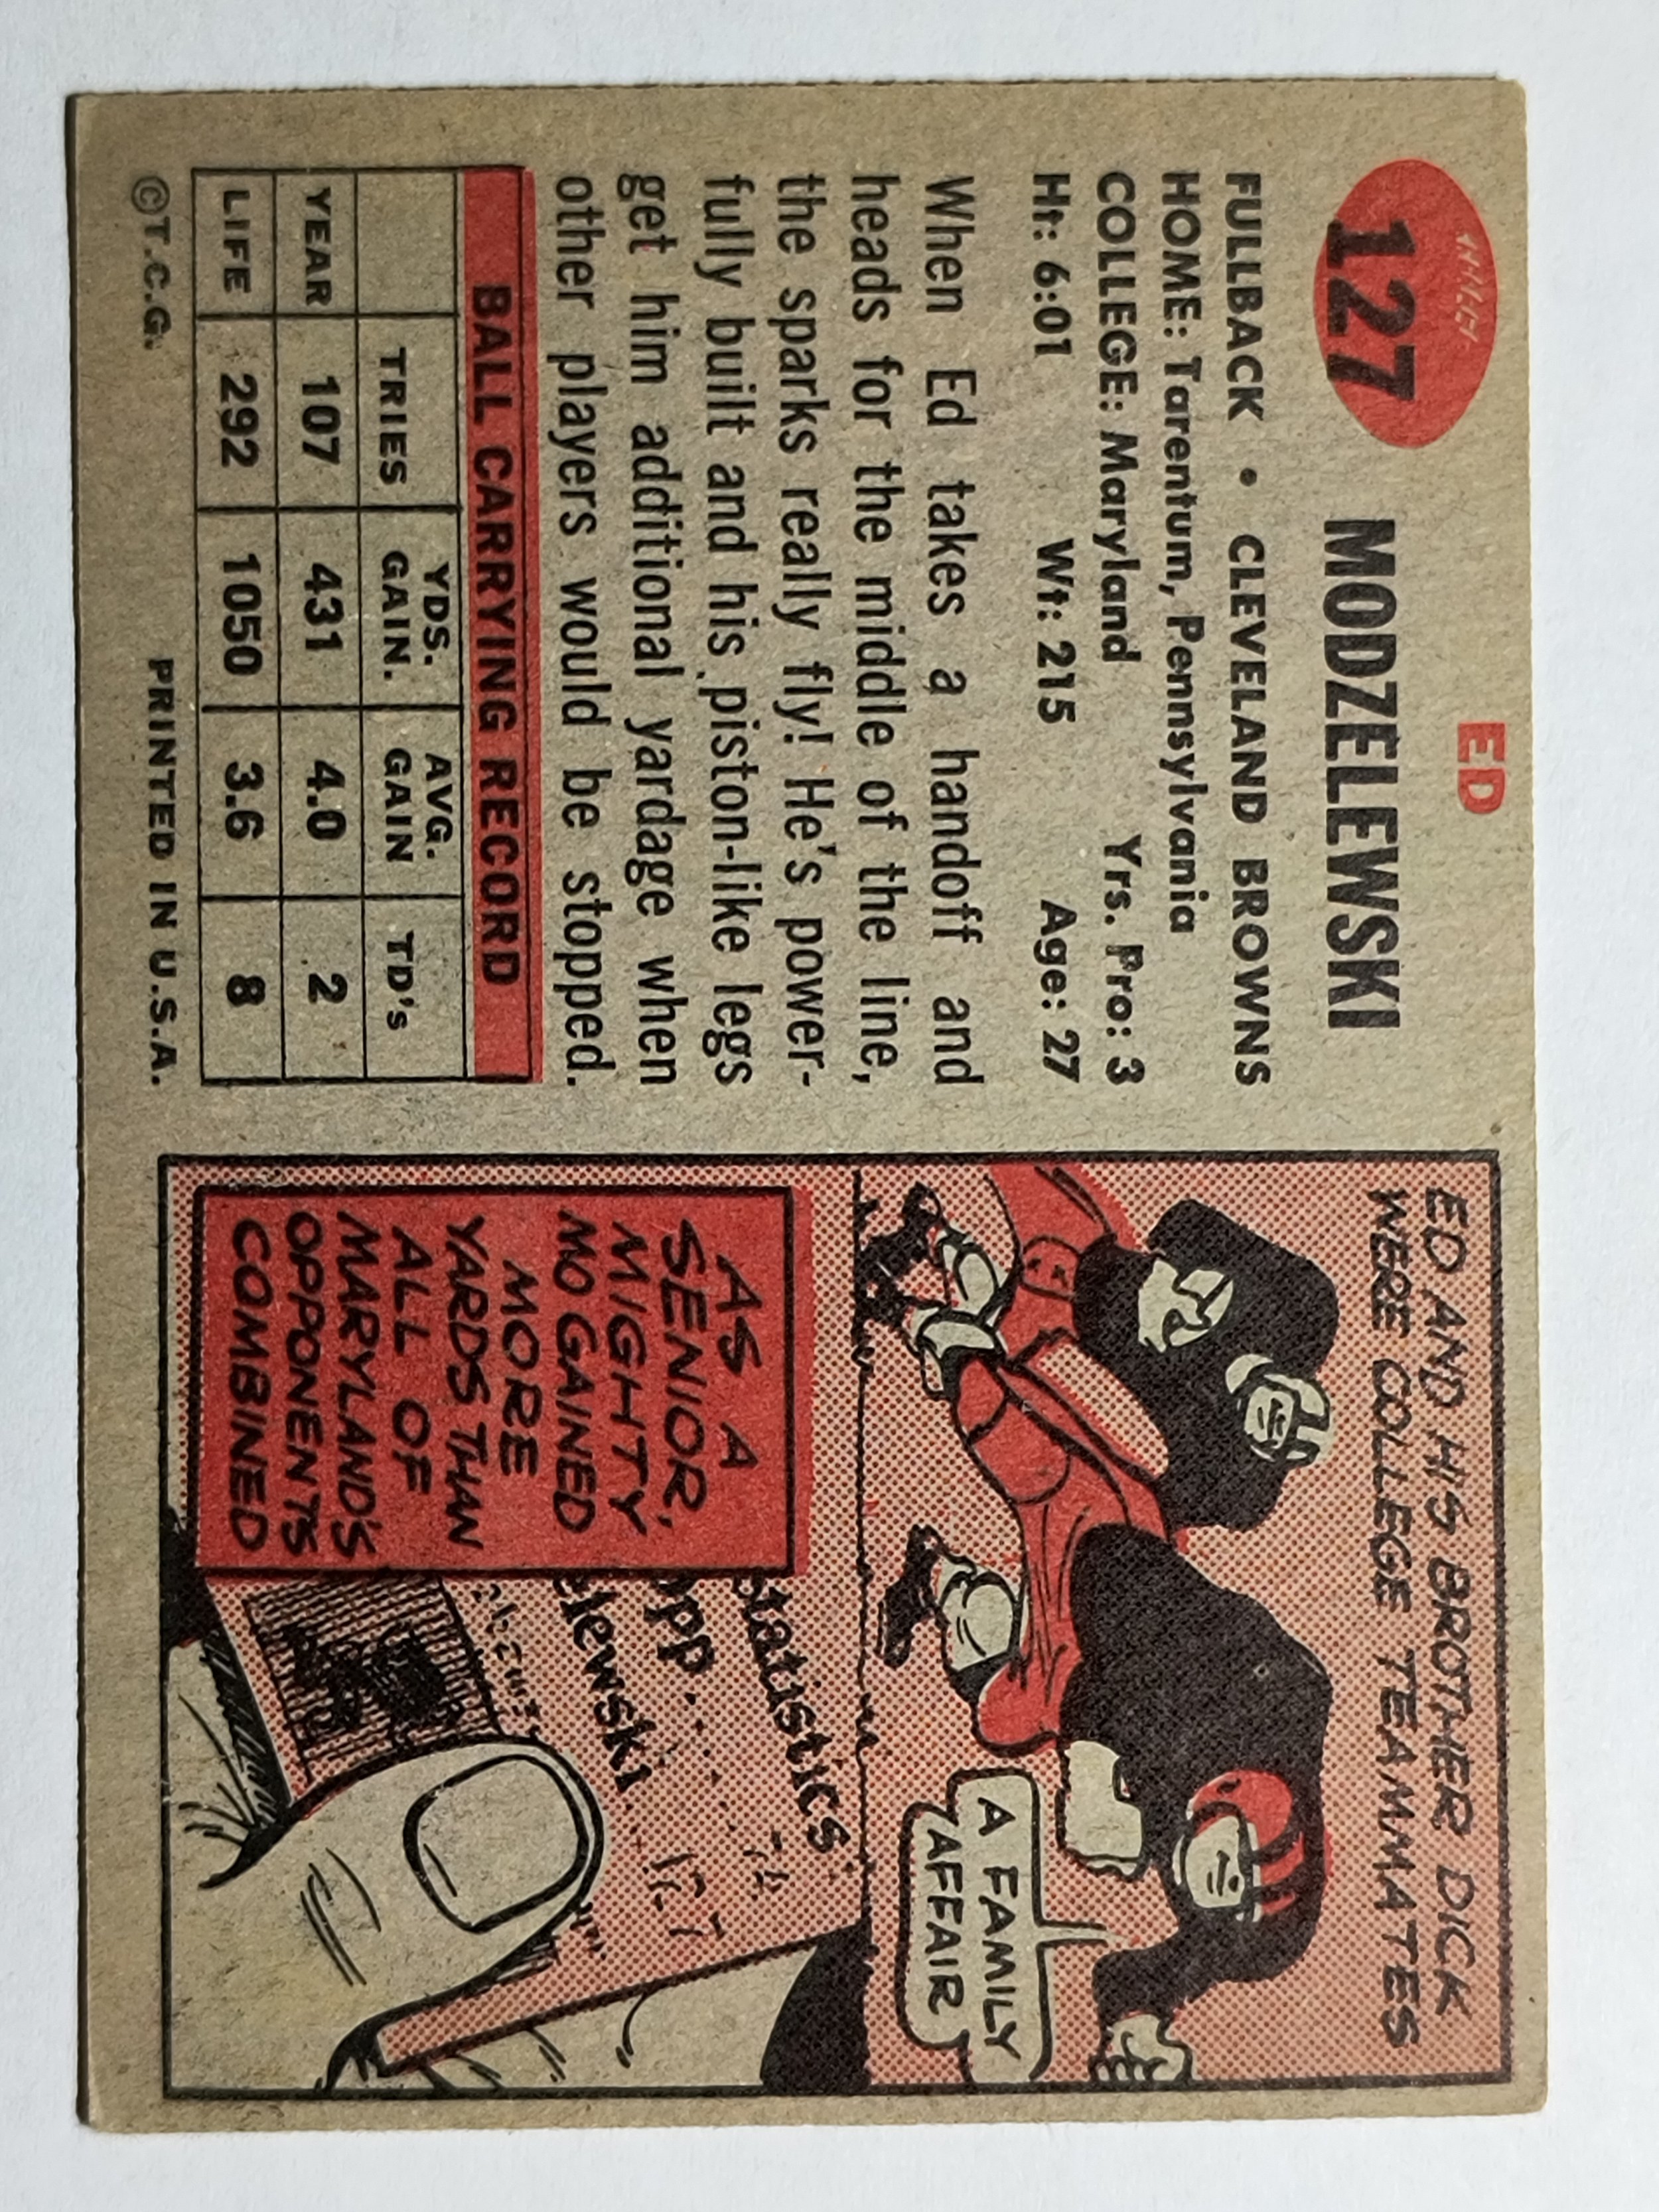 127
ED
MODZELEWSKI
FULLBACK • CLEVELAND BROWNS
HOME: Tarentum, Pennsylvania
COLLEGE: Maryland Yrs. Pro: 3
Ht: 6:01 Wt: 215 Age: 27
When Ed takes a handoff and
heads for the middle of the line,
the sparks really fly! He's power-
fully built and his piston-like legs
get him additional yardage when
other players would be stopped.
BALL CARRYING RECORD
TRIES YDS. GAIN. AVG. GAIN TD's
YEAR 107 431 4.0 2
LIFE 292 1050 3.6 8
©T.C.G. PRINTED IN U.S.A.
ED AND HIS BROTHER DICK
WERE COLLEGE TEAMMATES
A FAMILY
AFFAIR
AS A
SENIOR,
MIGHTY
MO GAINED
MORE
YARDS THAN
ALL OF
MARYLAND'S
OPPONENTS
COMBINED
statistics
opp....
elewski...